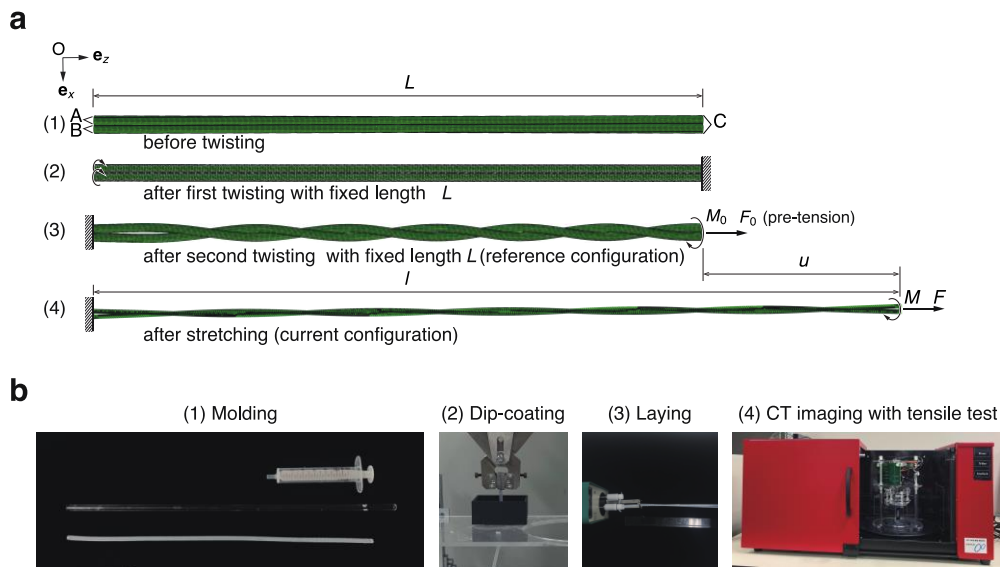 a
O
e_z
e_x
L
(1) A
B
C
before twisting
(2)
after first twisting with fixed length L
(3)
M₀ F₀ (pre-tension)
after second twisting with fixed length L (reference configuration)
u
l
(4)
M F
after stretching (current configuration)
b
(1) Molding
(2) Dip-coating
(3) Laying
(4) CT imaging with tensile test